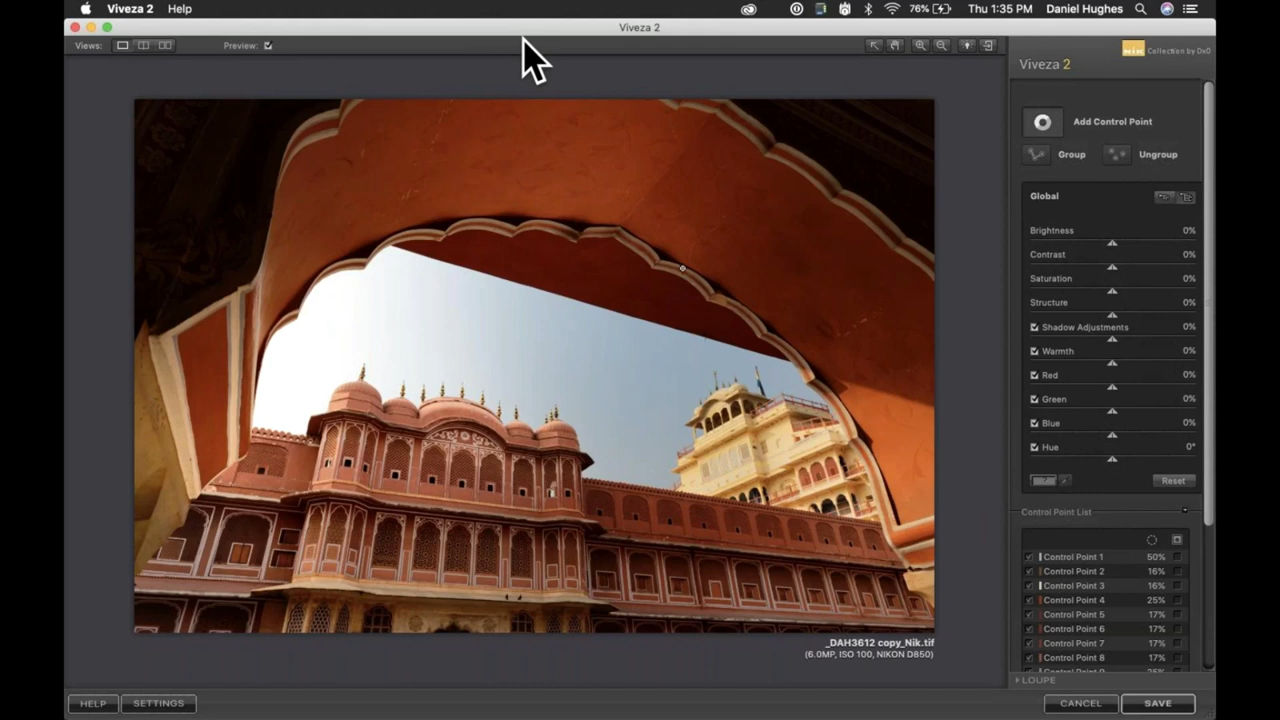 Viveza 2 Help 76% Thu 1:35 PM Daniel Hughes
Viveza 2
Views: Preview:
nik Collection by DxO
Viveza 2
Add Control Point
Group Ungroup
Global
Brightness 0%
Contrast 0%
Saturation 0%
Structure 0%
Shadow Adjustments 0%
Warmth 0%
Red 0%
Green 0%
Blue 0%
Hue 0°
Reset
Control Point List
Control Point 1 50%
Control Point 2 16%
Control Point 3 16%
Control Point 4 25%
Control Point 5 17%
Control Point 6 17%
Control Point 7 17%
Control Point 8 17%
_DAH3612 copy_Nik.tif
(6.0MP, ISO 100, NIKON D850)
LOUPE
HELP SETTINGS CANCEL SAVE